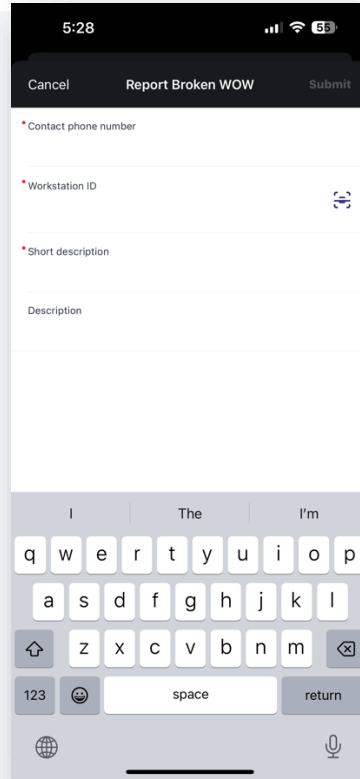 5:28
55
Cancel
Report Broken WOW
Submit
* Contact phone number
* Workstation ID
* Short description
Description
I The I'm
q w e r t y u i o p
a s d f g h j k l
z x c v b n m
123 space return